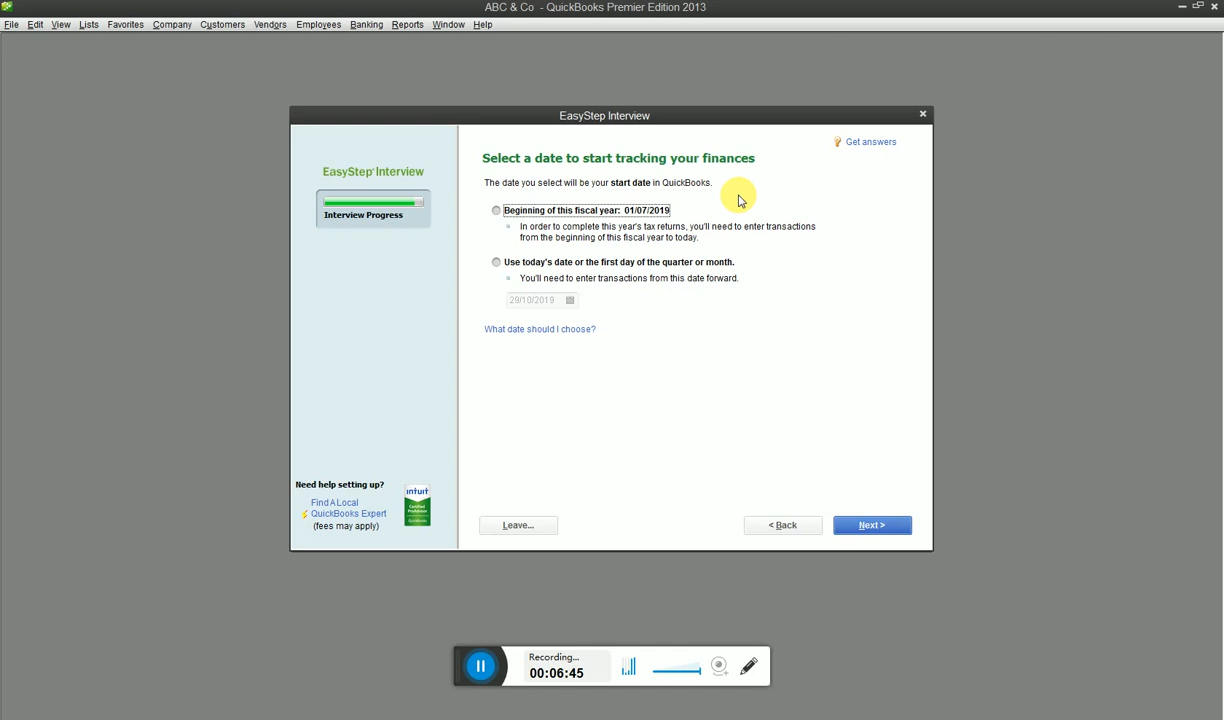 ABC & Co - QuickBooks Premier Edition 2013
File Edit View Lists Favorites Company Customers Vendors Employees Banking Reports Window Help
EasyStep Interview
Get answers
EasyStep Interview
Interview Progress
Select a date to start tracking your finances
The date you select will be your start date in QuickBooks.
Beginning of this fiscal year: 01/07/2019
In order to complete this year's tax returns, you'll need to enter transactions
from the beginning of this fiscal year to today.
Use today's date or the first day of the quarter or month.
You'll need to enter transactions from this date forward.
29/10/2019
What date should I choose?
Need help setting up?
Find A Local
QuickBooks Expert
(fees may apply)
intuit
Certified
ProAdvisor
QuickBooks
Leave...
< Back
Next >
Recording...
00:06:45